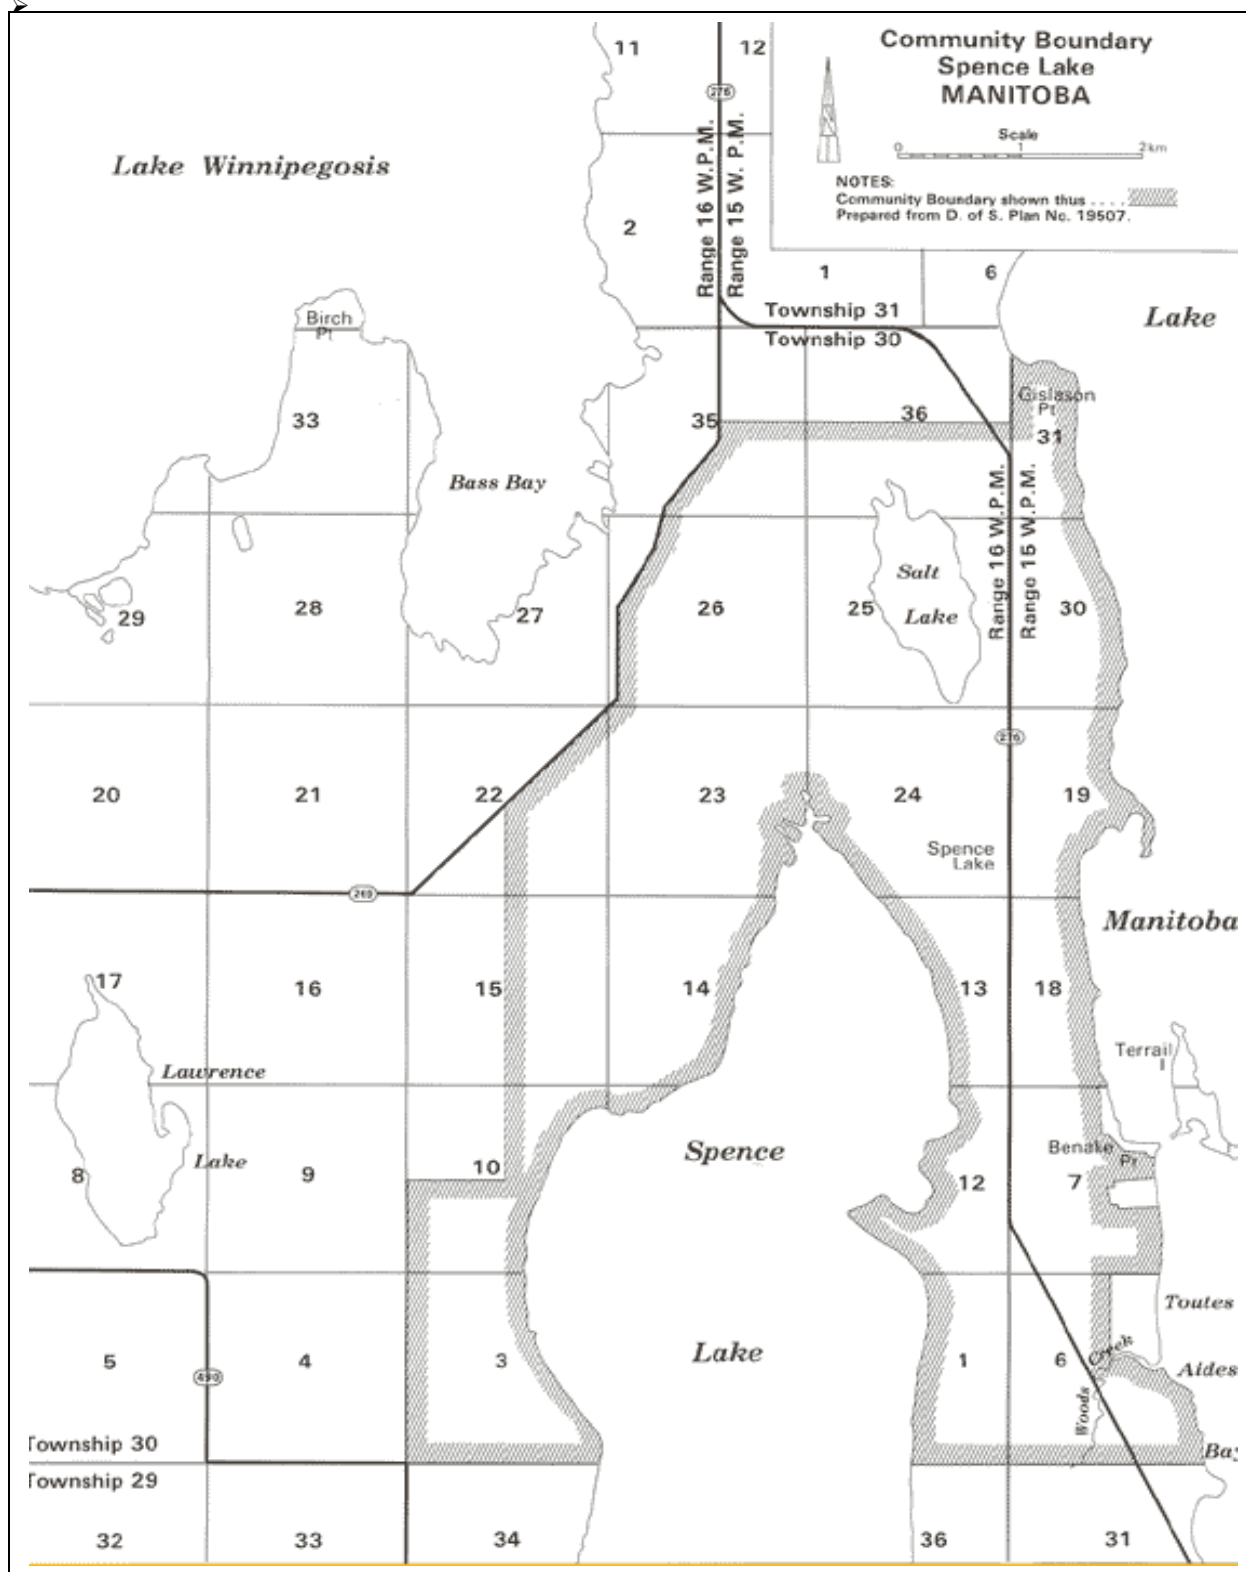 Community Boundary
Spence Lake
MANITOBA
Scale
0 1 2 km
NOTES:
Community Boundary shown thus ....
Prepared from D. of S. Plan No. 19507.
11
12
276
Lake Winnipegosis
Range 16 W.P.M.
Range 15 W.P.M.
2
1
6
Township 31
Township 30
Lake
Birch
Pt
33
35
36
Gislason
Pt
31
Bass Bay
Range 16 W.P.M.
Range 15 W.P.M.
Salt
Lake
29
28
27
26
25
30
276
20
21
22
23
24
19
Spence
Lake
269
Manitoba
17
16
15
14
13
18
Terrail
I
Lawrence
Lake
Spence
Benake
Pt
8
9
10
12
7
Toutes
5
4
3
Lake
1
6
Creek
Woods
Aides
490
Bay
Township 30
Township 29
32
33
34
36
31